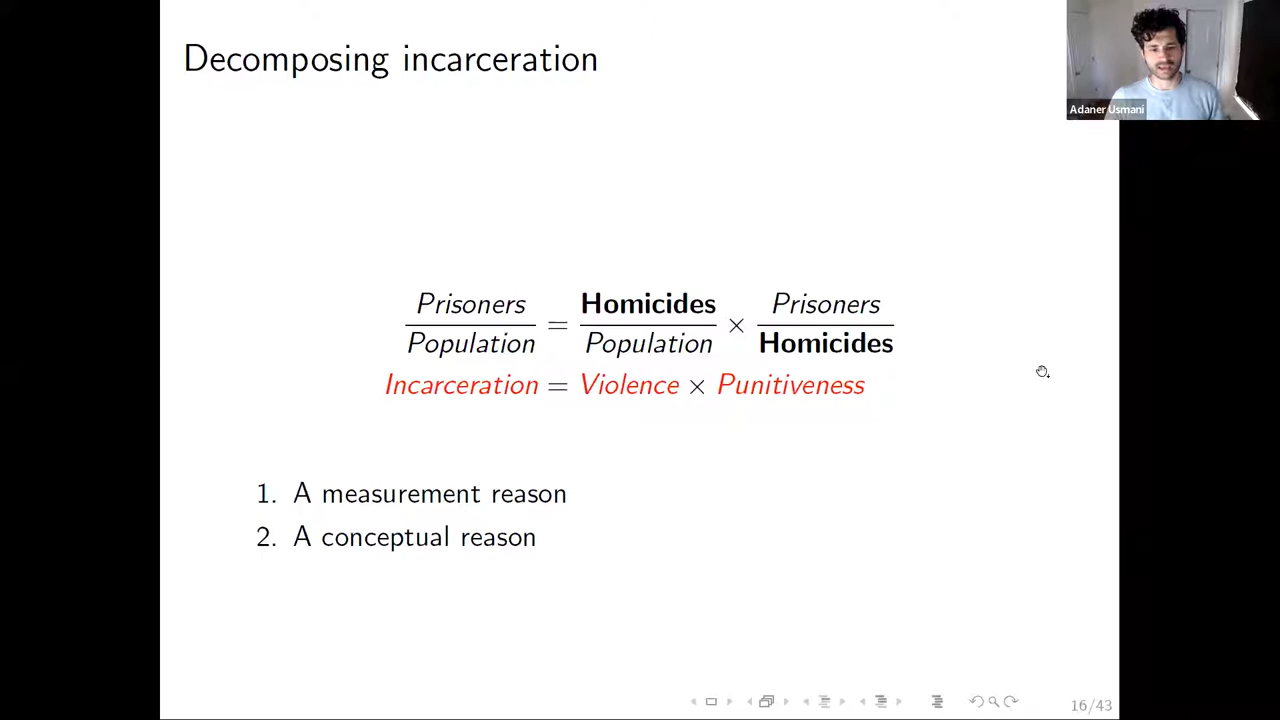 Decomposing incarceration
Adaner Usmani
Prisoners / Population = Homicides / Population × Prisoners / Homicides
Incarceration = Violence × Punitiveness
1. A measurement reason
2. A conceptual reason
16/43